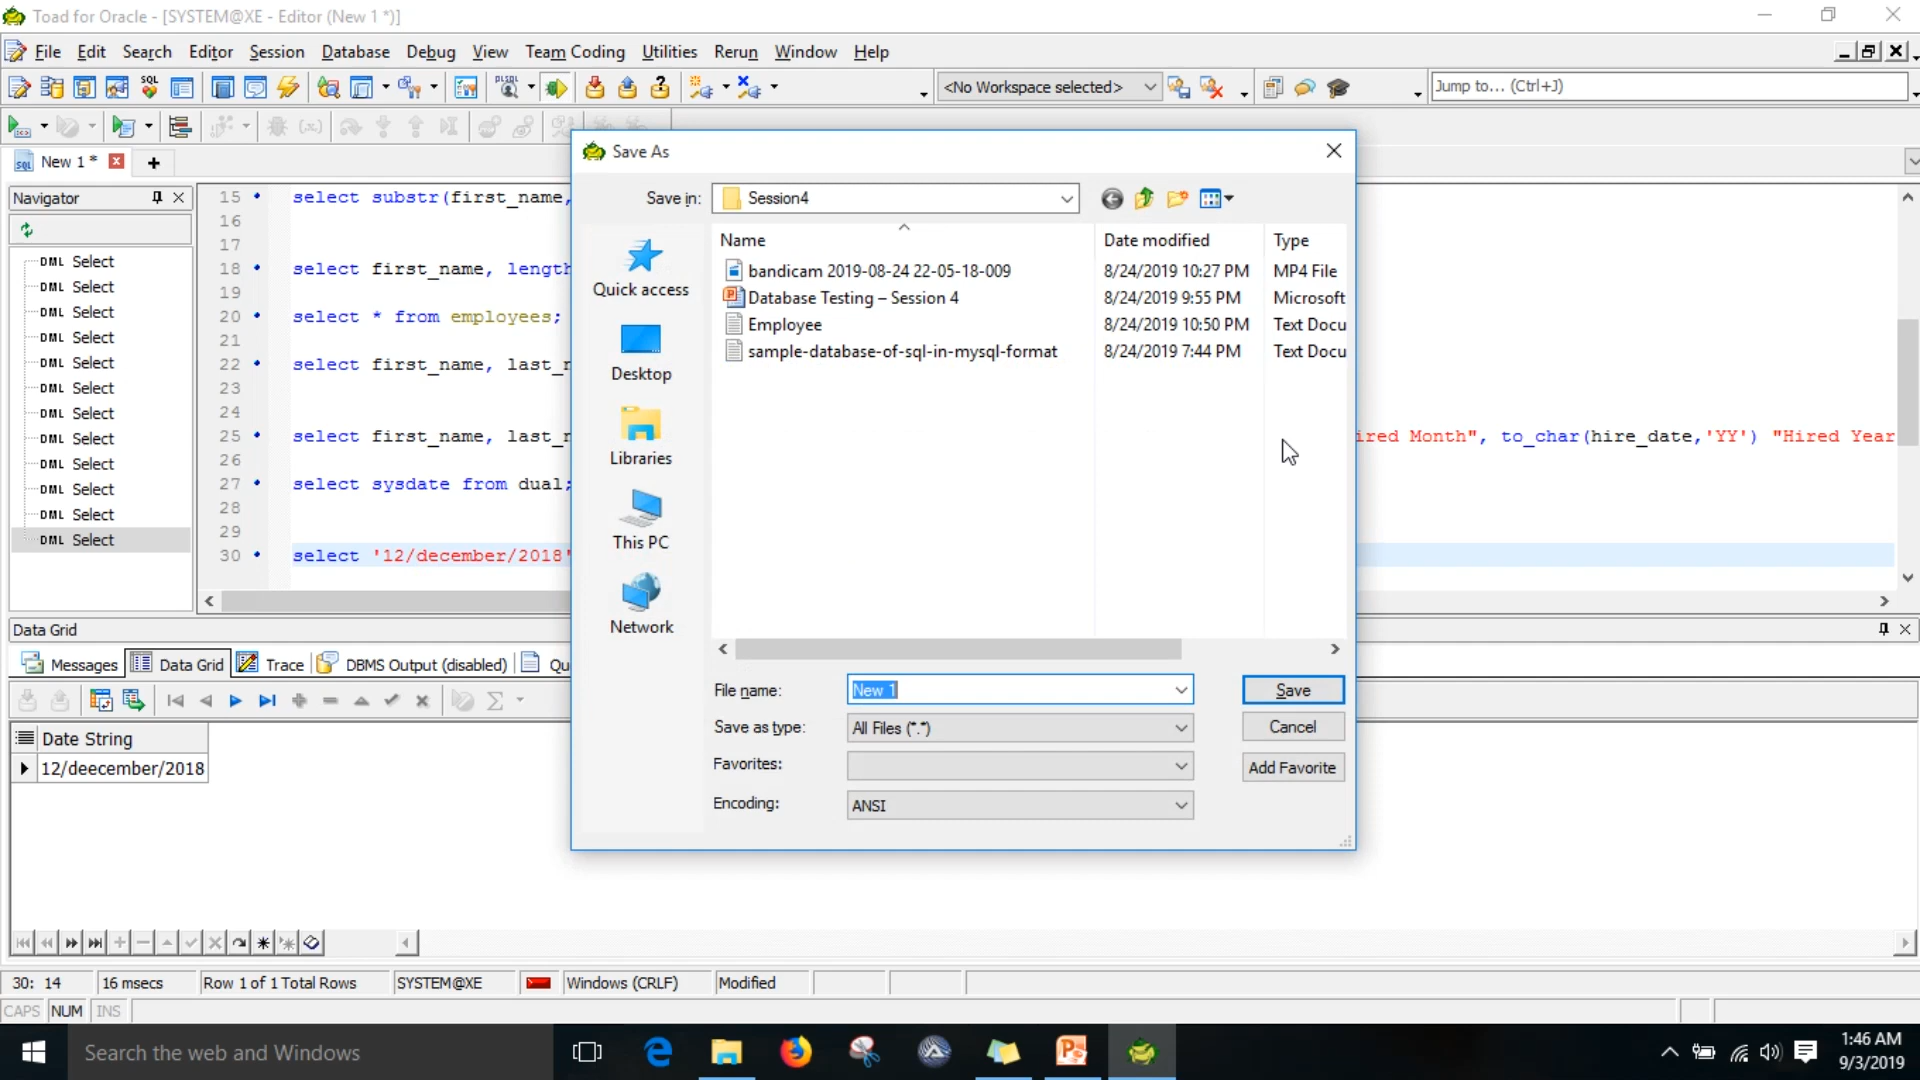 Toad for Oracle - [SYSTEM@XE - Editor (New 1 *)]
File Edit Search Grid Editor Session Database Debug View Team Coding Utilities Rerun Window Help
SQL
PL/SQL
<No Workspace selected>
Jump to... (Ctrl+J)
SQL New 1 *
Navigator
DML Select
DML Select
DML Select
DML Select
DML Select
DML Select
DML Select
DML Select
DML Select
DML Select
DML Select
DML Select
15 select substr(first_name,
16
17
18 select first_name, length
19
20 select * from employees;
21
22 select first_name, last_n
23
24
25 select first_name, last_n ired Month", to_char(hire_date,'YY') "Hired Year
26
27 select sysdate from dual;
28
29
30 select '12/december/2018'
Save As
Save in: Session4
Quick access
Desktop
Libraries
This PC
Network
Name Date modified Type
bandicam 2019-08-24 22-05-18-009 8/24/2019 10:27 PM MP4 File
Database Testing – Session 4 8/24/2019 9:55 PM Microsoft
Employee 8/24/2019 10:50 PM Text Docu
sample-database-of-sql-in-mysql-format 8/24/2019 7:44 PM Text Docu
File name: New 1 Save
Save as type: All Files (*.*) Cancel
Favorites: Add Favorite
Encoding: ANSI
Data Grid
Messages Data Grid Trace DBMS Output (disabled) Qu
Date String
12/deecember/2018
30: 14 16 msecs Row 1 of 1 Total Rows SYSTEM@XE Windows (CRLF) Modified
CAPS NUM INS
Search the web and Windows
1:46 AM
9/3/2019